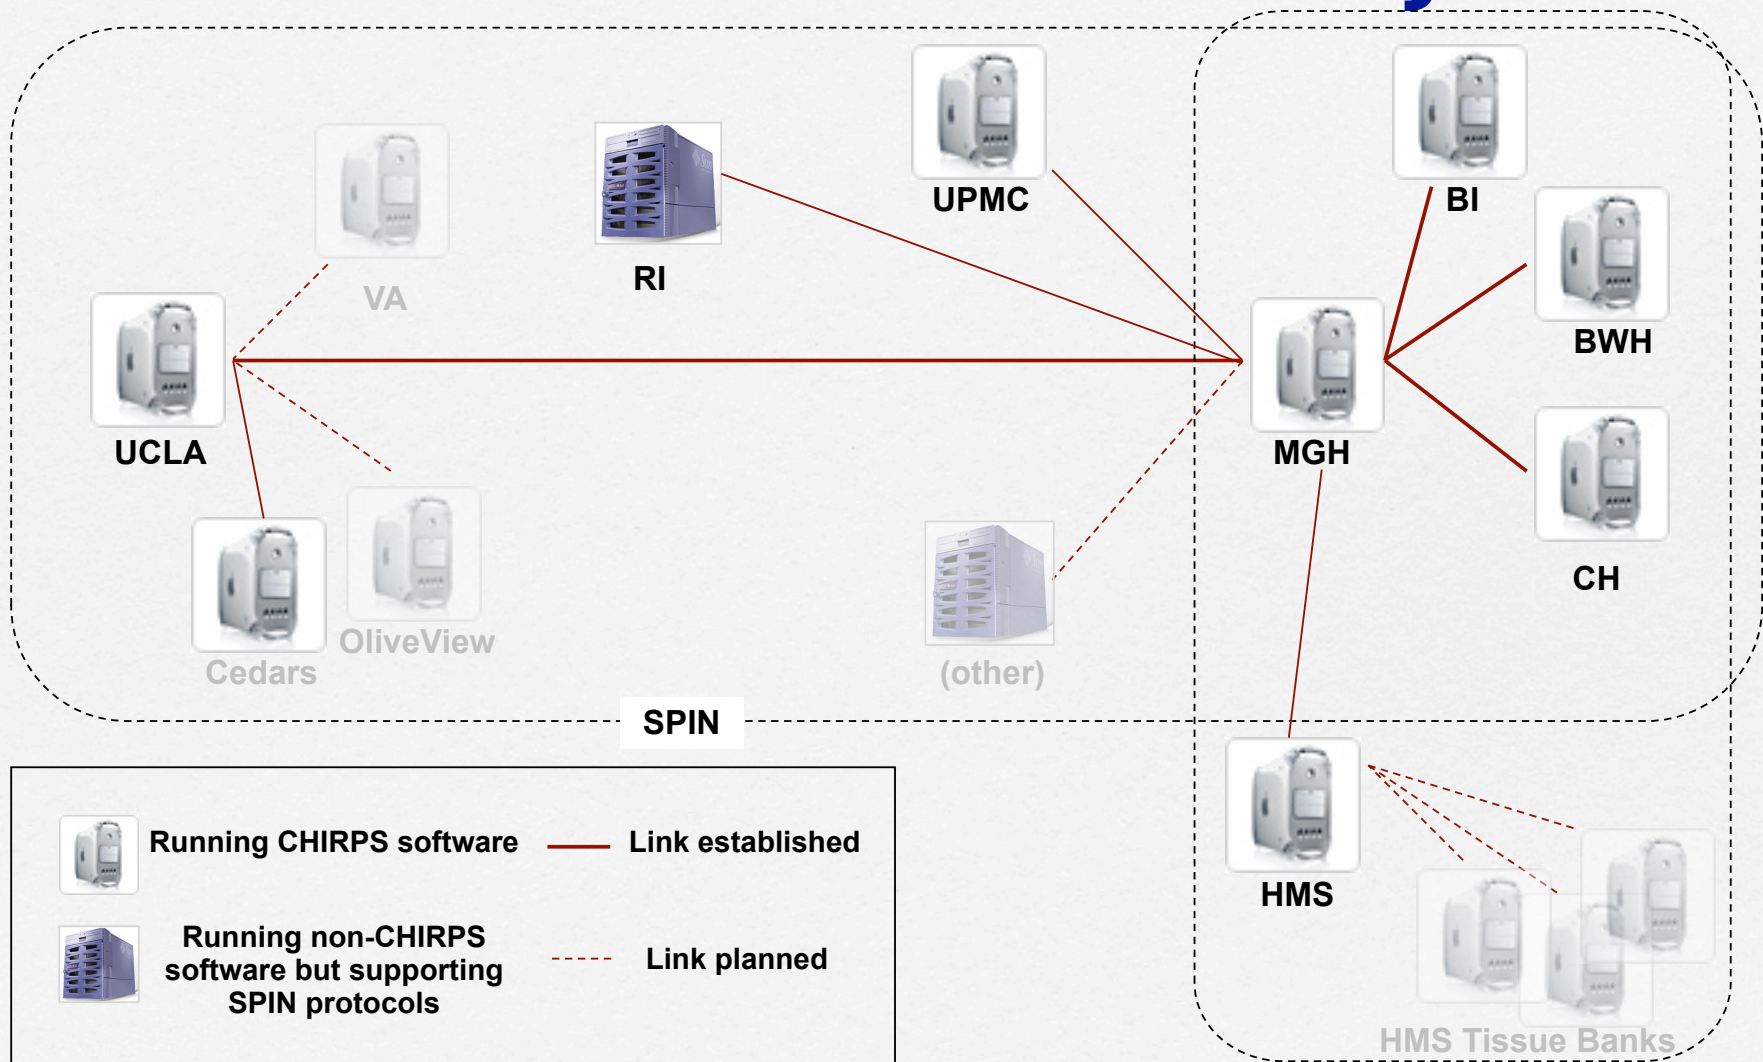 UPMC
BI
BWH
RI
VA
UCLA
MGH
CH
OliveView
Cedars
(other)
SPIN
HMS
HMS Tissue Banks
Running CHIRPS software
Link established
Running non-CHIRPS
software but supporting
SPIN protocols
Link planned